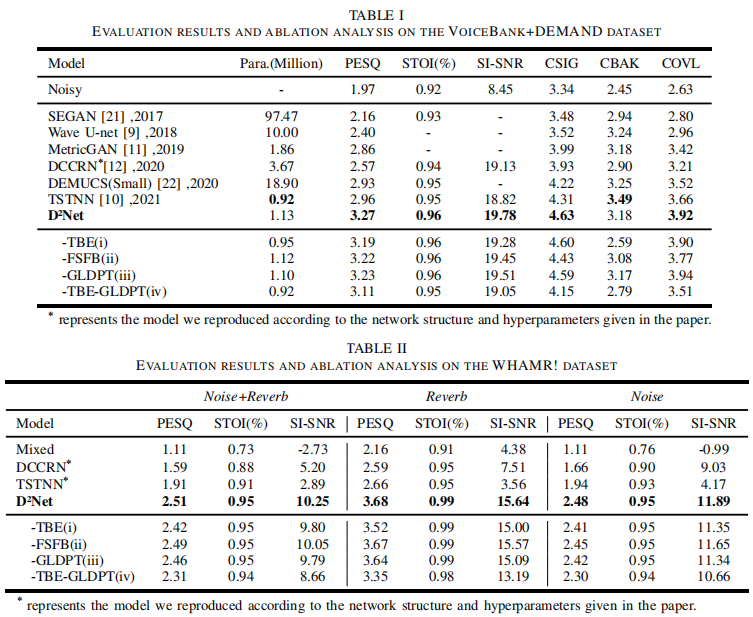 TABLE I
EVALUATION RESULTS AND ABLATION ANALYSIS ON THE VOICEBANK+DEMAND DATASET
Model Para.(Million) PESQ STOI(%) SI-SNR CSIG CBAK COVL
Noisy - 1.97 0.92 8.45 3.34 2.45 2.63
SEGAN [21] ,2017 97.47 2.16 0.93 - 3.48 2.94 2.80
Wave U-net [9] ,2018 10.00 2.40 - - 3.52 3.24 2.96
MetricGAN [11] ,2019 1.86 2.86 - - 3.99 3.18 3.42
DCCRN*[12] ,2020 3.67 2.57 0.94 19.13 3.93 2.90 3.21
DEMUCS(Small) [22] ,2020 18.90 2.93 0.95 - 4.22 3.25 3.52
TSTNN [10] ,2021 0.92 2.96 0.95 18.82 4.31 3.49 3.66
D²Net 1.13 3.27 0.96 19.78 4.63 3.18 3.92
-TBE(i) 0.95 3.19 0.96 19.28 4.60 2.59 3.90
-FSFB(ii) 1.12 3.22 0.96 19.45 4.43 3.08 3.77
-GLDPT(iii) 1.10 3.23 0.96 19.51 4.59 3.17 3.94
-TBE-GLDPT(iv) 0.92 3.11 0.95 19.05 4.15 2.79 3.51
* represents the model we reproduced according to the network structure and hyperparameters given in the paper.
TABLE II
EVALUATION RESULTS AND ABLATION ANALYSIS ON THE WHAMR! DATASET
Noise+Reverb Reverb Noise
Model PESQ STOI(%) SI-SNR PESQ STOI(%) SI-SNR PESQ STOI(%) SI-SNR
Mixed 1.11 0.73 -2.73 2.16 0.91 4.38 1.11 0.76 -0.99
DCCRN* 1.59 0.88 5.20 2.59 0.95 7.51 1.66 0.90 9.03
TSTNN* 1.91 0.91 2.89 2.66 0.95 3.56 1.94 0.93 4.17
D²Net 2.51 0.95 10.25 3.68 0.99 15.64 2.48 0.95 11.89
-TBE(i) 2.42 0.95 9.80 3.52 0.99 15.00 2.41 0.95 11.35
-FSFB(ii) 2.49 0.95 10.05 3.67 0.99 15.57 2.45 0.95 11.65
-GLDPT(iii) 2.46 0.95 9.79 3.64 0.99 15.09 2.42 0.95 11.34
-TBE-GLDPT(iv) 2.31 0.94 8.66 3.35 0.98 13.19 2.30 0.94 10.66
* represents the model we reproduced according to the network structure and hyperparameters given in the paper.